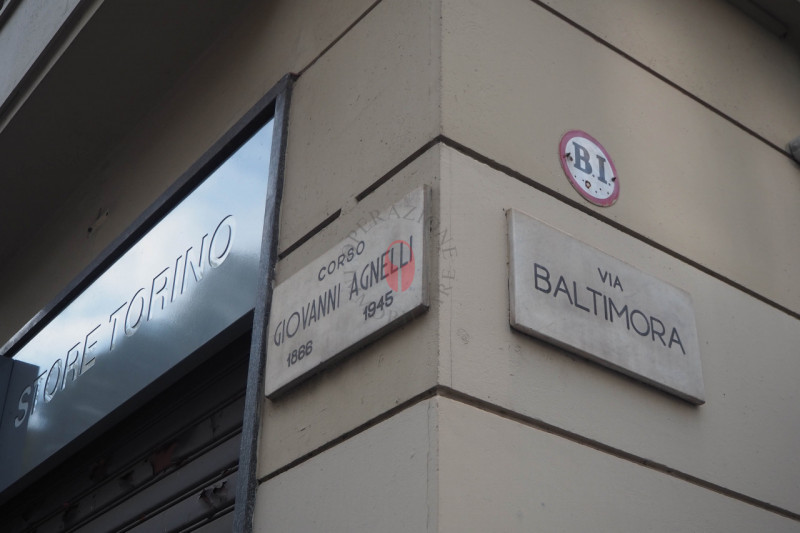 STORE TORINO
CORSO
GIOVANNI AGNELLI
1866 1945
B.I.
VIA
BALTIMORA